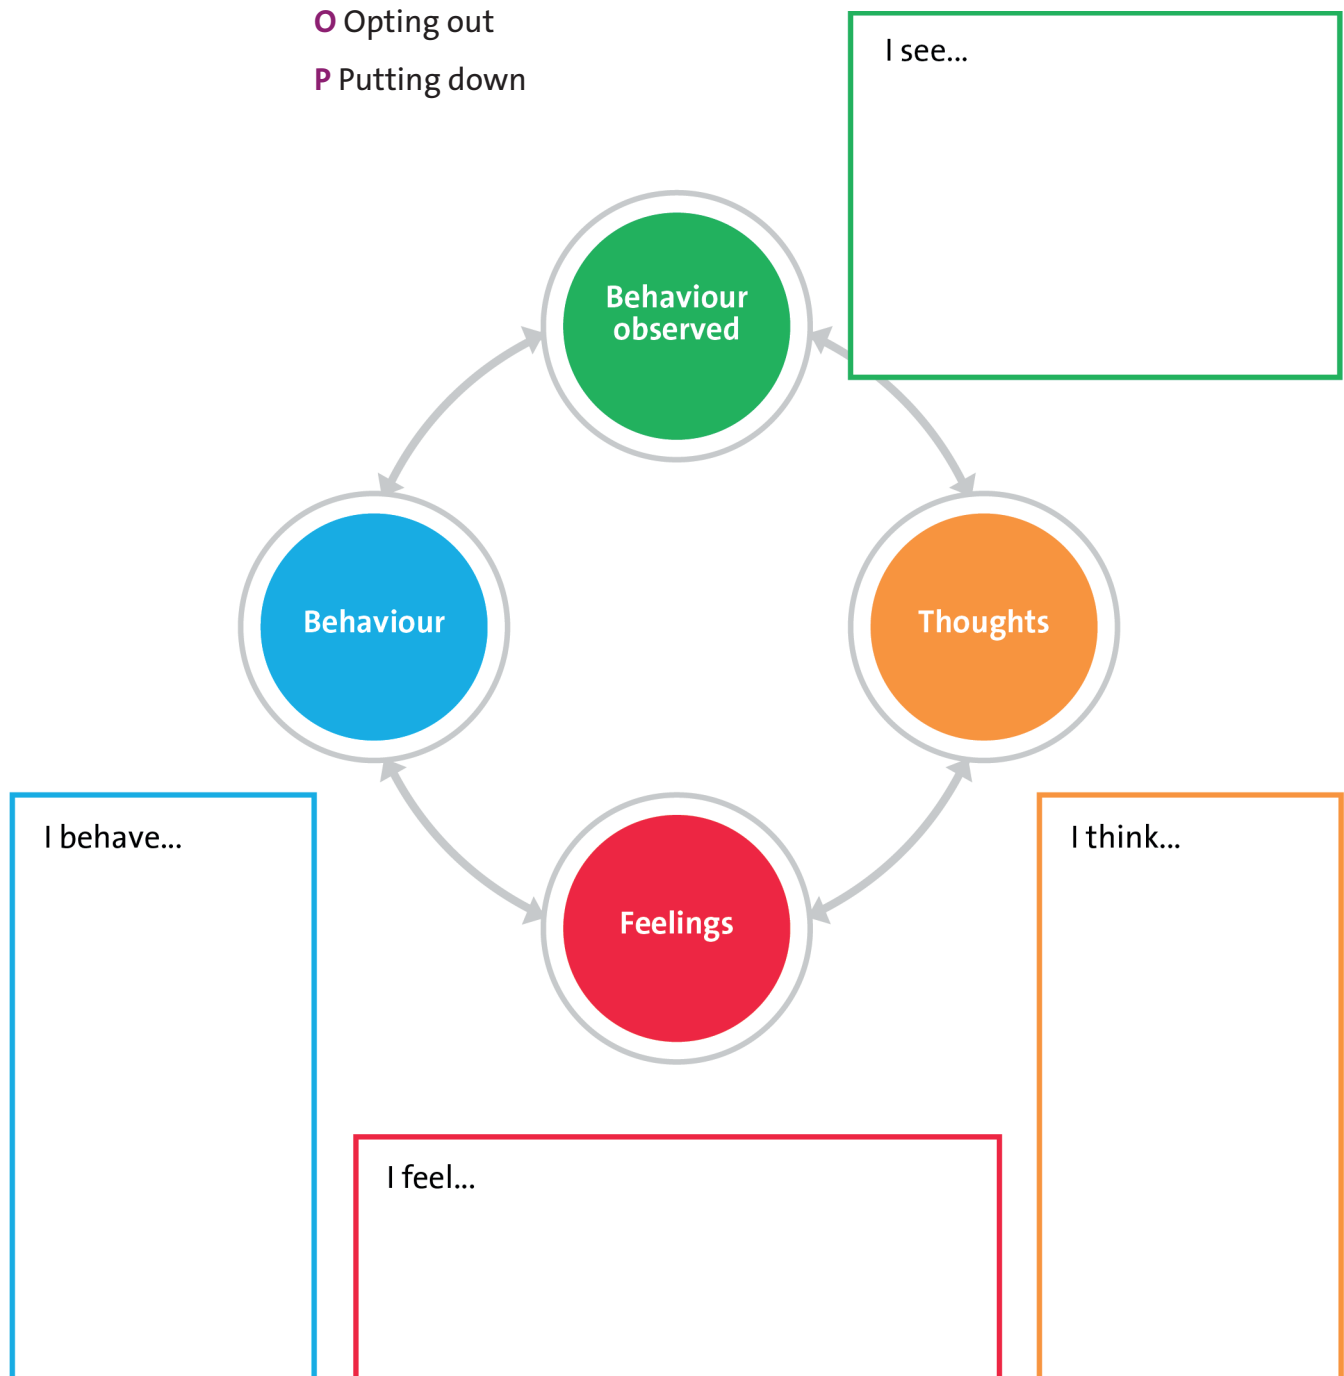 O Opting out
P Putting down
I see...
Behaviour
observed
Behaviour
Thoughts
I behave...
I think...
Feelings
I feel...